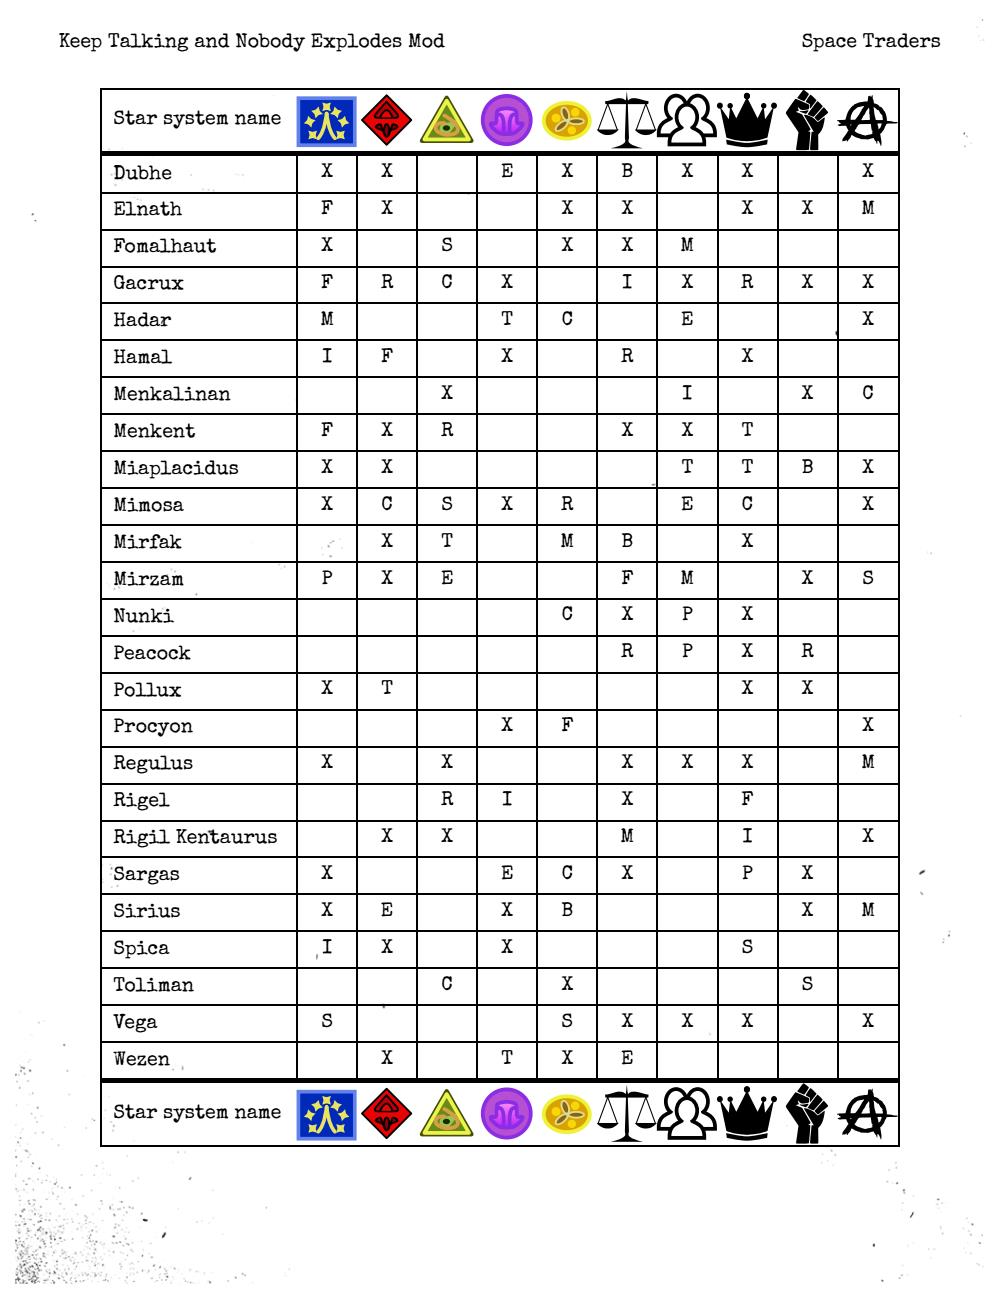 Keep Talking and Nobody Explodes Mod Space Traders
Star system name
Dubhe X X E X B X X X
Elnath F X X X X X M
Fomalhaut X S X X M
Gacrux F R C X I X R X X
Hadar M T C E X
Hamal I F X R X
Menkalinan X I X C
Menkent F X R X X T
Miaplacidus X X T T B X
Mimosa X C S X R E C X
Mirfak X T M B X
Mirzam P X E F M X S
Nunki C X P X
Peacock R P X R
Pollux X T X X
Procyon X F X
Regulus X X X X X M
Rigel R I X F
Rigil Kentaurus X X M I X
Sargas X E C X P X
Sirius X E X B X M
Spica I X X S
Toliman C X S
Vega S S X X X X
Wezen X T X E
Star system name